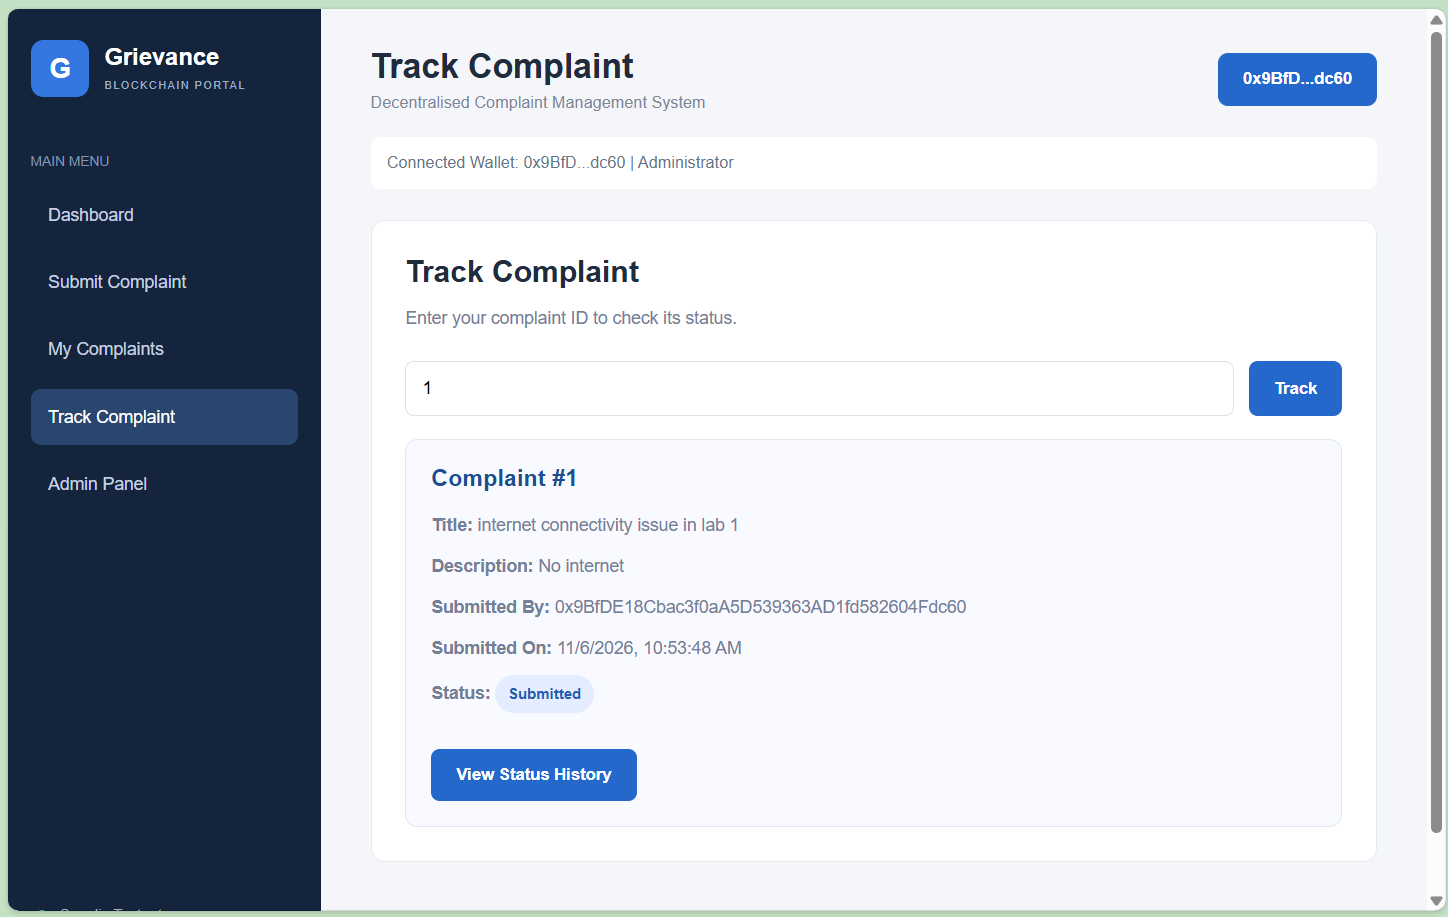 G
Grievance
BLOCKCHAIN PORTAL
MAIN MENU
Dashboard
Submit Complaint
My Complaints
Track Complaint
Admin Panel
Track Complaint
Decentralised Complaint Management System
0x9BfD...dc60
Connected Wallet: 0x9BfD...dc60 | Administrator
Track Complaint
Enter your complaint ID to check its status.
1
Track
Complaint #1
Title: internet connectivity issue in lab 1
Description: No internet
Submitted By: 0x9BfDE18Cbac3f0aA5D539363AD1fd582604Fdc60
Submitted On: 11/6/2026, 10:53:48 AM
Status: Submitted
View Status History